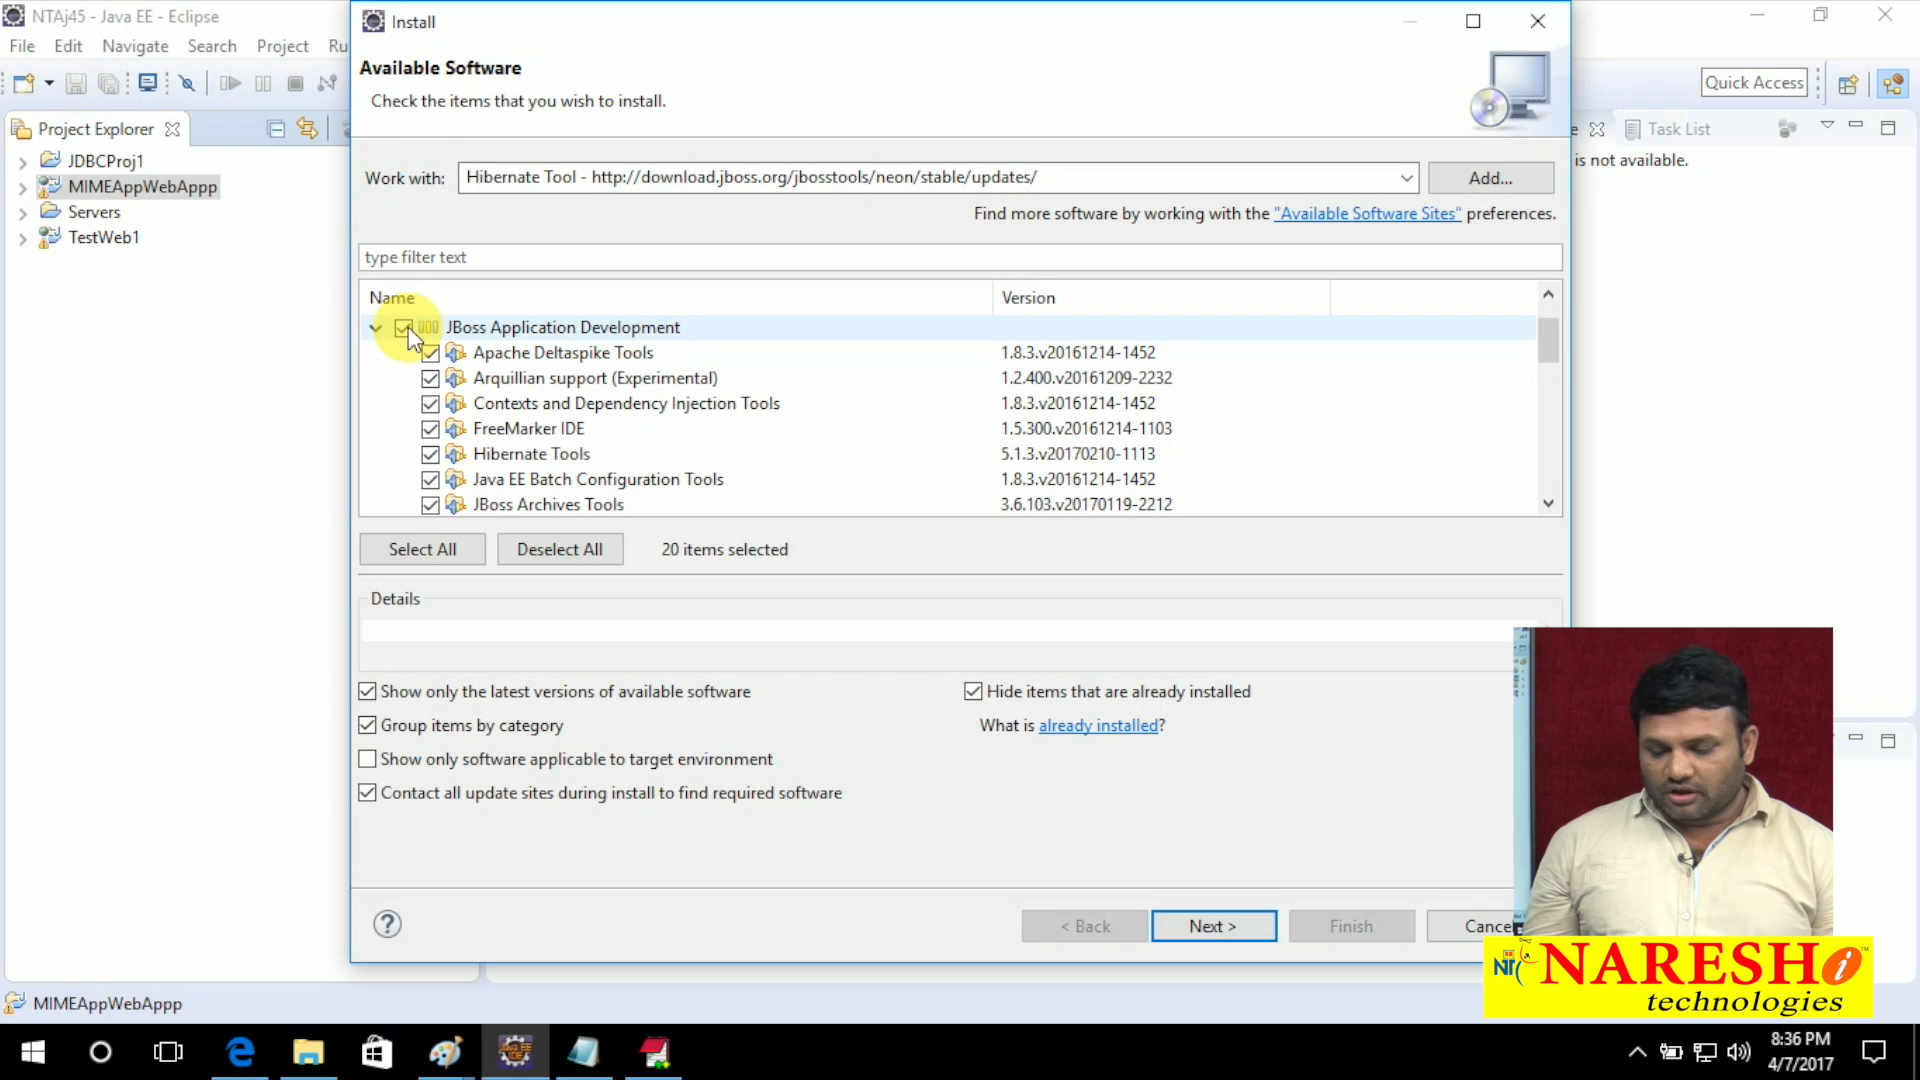 NTAj45 - Java EE - Eclipse
File Edit Navigate Search Project Ru
Quick Access
Project Explorer
JDBCProj1
MIMEAppWebAppp
Servers
TestWeb1
Install
Available Software
Check the items that you wish to install.
Work with: Hibernate Tool - http://download.jboss.org/jbosstools/neon/stable/updates/ Add...
Find more software by working with the "Available Software Sites" preferences.
type filter text
Name Version
JBoss Application Development
Apache Deltaspike Tools 1.8.3.v20161214-1452
Arquillian support (Experimental) 1.2.400.v20161209-2232
Contexts and Dependency Injection Tools 1.8.3.v20161214-1452
FreeMarker IDE 1.5.300.v20161214-1103
Hibernate Tools 5.1.3.v20170210-1113
Java EE Batch Configuration Tools 1.8.3.v20161214-1452
JBoss Archives Tools 3.6.103.v20170119-2212
Select All Deselect All 20 items selected
Details
Show only the latest versions of available software
Hide items that are already installed
Group items by category
What is already installed?
Show only software applicable to target environment
Contact all update sites during install to find required software
< Back Next > Finish Cance
e Task List
is not available.
NARESH i
technologies
MIMEAppWebAppp
8:36 PM
4/7/2017